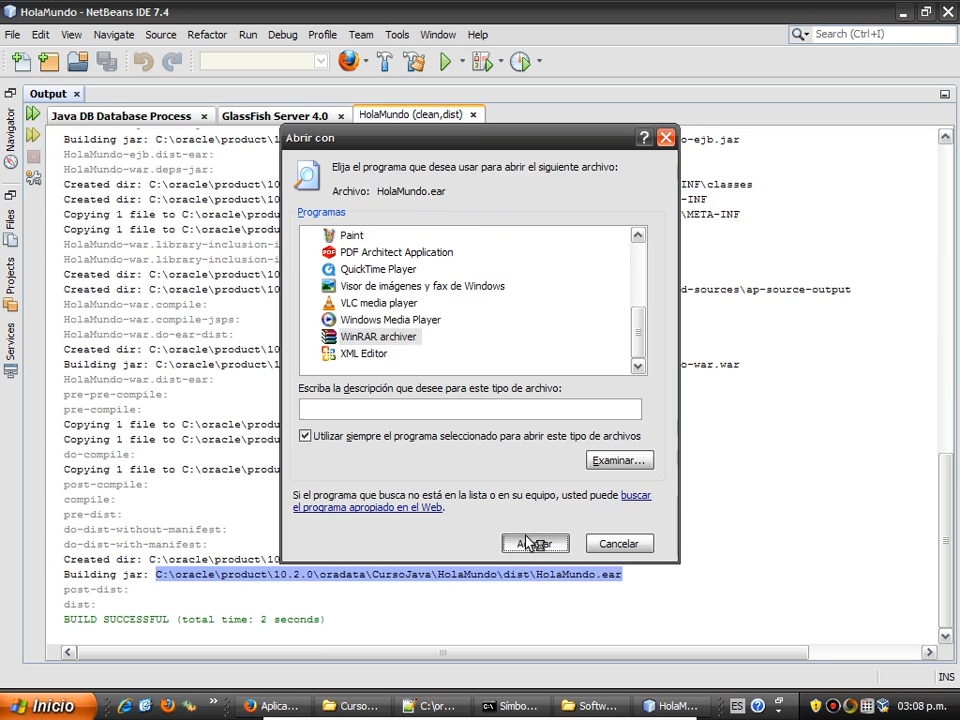 HolaMundo - NetBeans IDE 7.4
File Edit View Navigate Source Refactor Run Debug Profile Team Tools Window Help
Search (Ctrl+I)
Output
Java DB Database Process
GlassFish Server 4.0
HolaMundo (clean,dist)
Navigator
Files
Projects
Services
Building jar: C:\oracle\product\1
o-ejb.jar
HolaMundo-ejb.dist-ear:
HolaMundo-war.deps-jar:
Created dir: C:\oracle\product\10
INF\classes
Created dir: C:\oracle\product\10
-INF
Copying 1 file to C:\oracle\produ
\META-INF
HolaMundo-war.library-inclusion-i
Copying 1 file to C:\oracle\produ
HolaMundo-war.library-inclusion-i
Created dir: C:\oracle\product\10
d-sources\ap-source-output
HolaMundo-war.compile:
HolaMundo-war.compile-jsps:
HolaMundo-war.do-ear-dist:
Created dir: C:\oracle\product\10
Building jar: C:\oracle\product\1
o-war.war
HolaMundo-war.dist-ear:
pre-pre-compile:
pre-compile:
Copying 1 file to C:\oracle\produ
Copying 1 file to C:\oracle\produ
do-compile:
Copying 1 file to C:\oracle\produ
post-compile:
compile:
pre-dist:
do-dist-without-manifest:
do-dist-with-manifest:
Created dir: C:\oracle\product\10
Building jar: C:\oracle\product\10.2.0\oradata\CursoJava\HolaMundo\dist\HolaMundo.ear
post-dist:
dist:
BUILD SUCCESSFUL (total time: 2 seconds)
Abrir con
Elija el programa que desea usar para abrir el siguiente archivo:
Archivo: HolaMundo.ear
Programas
Paint
PDF Architect Application
QuickTime Player
Visor de imágenes y fax de Windows
VLC media player
Windows Media Player
WinRAR archiver
XML Editor
Escriba la descripción que desee para este tipo de archivo:
Utilizar siempre el programa seleccionado para abrir este tipo de archivos
Examinar...
Si el programa que busca no está en la lista o en su equipo, usted puede buscar
el programa apropiado en el Web.
Cancelar
INS
Inicio
Aplica...
Curso...
C:\pr...
Símbo...
Softw...
HolaM...
ES
03:08 p.m.